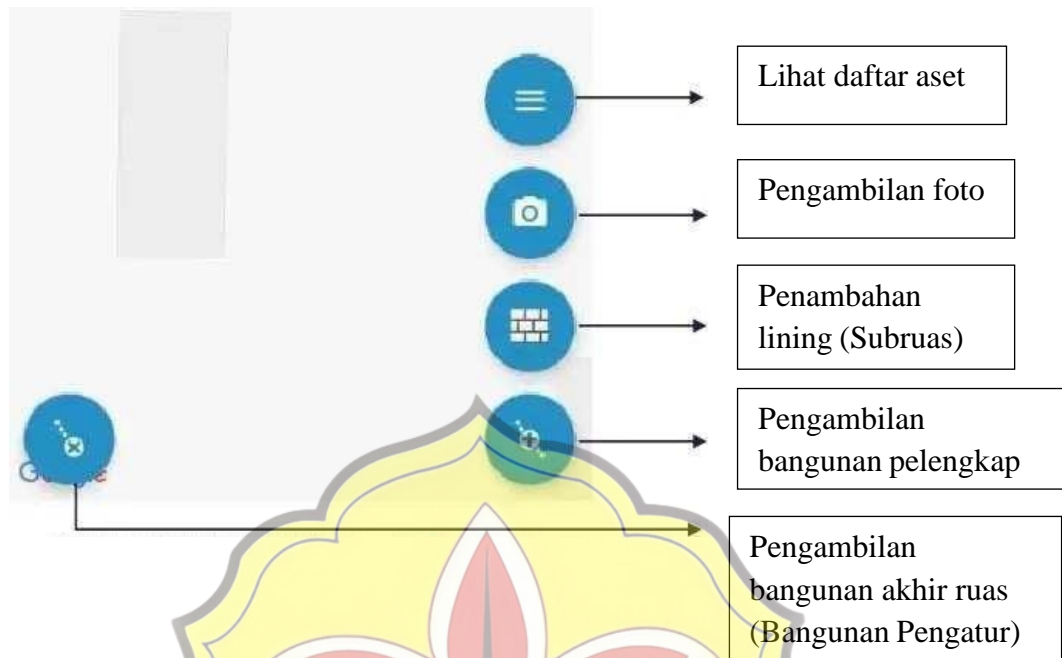 Lihat daftar aset
Pengambilan foto
Penambahan
lining (Subruas)
Pengambilan
bangunan pelengkap
Pengambilan
bangunan akhir ruas
(Bangunan Pengatur)